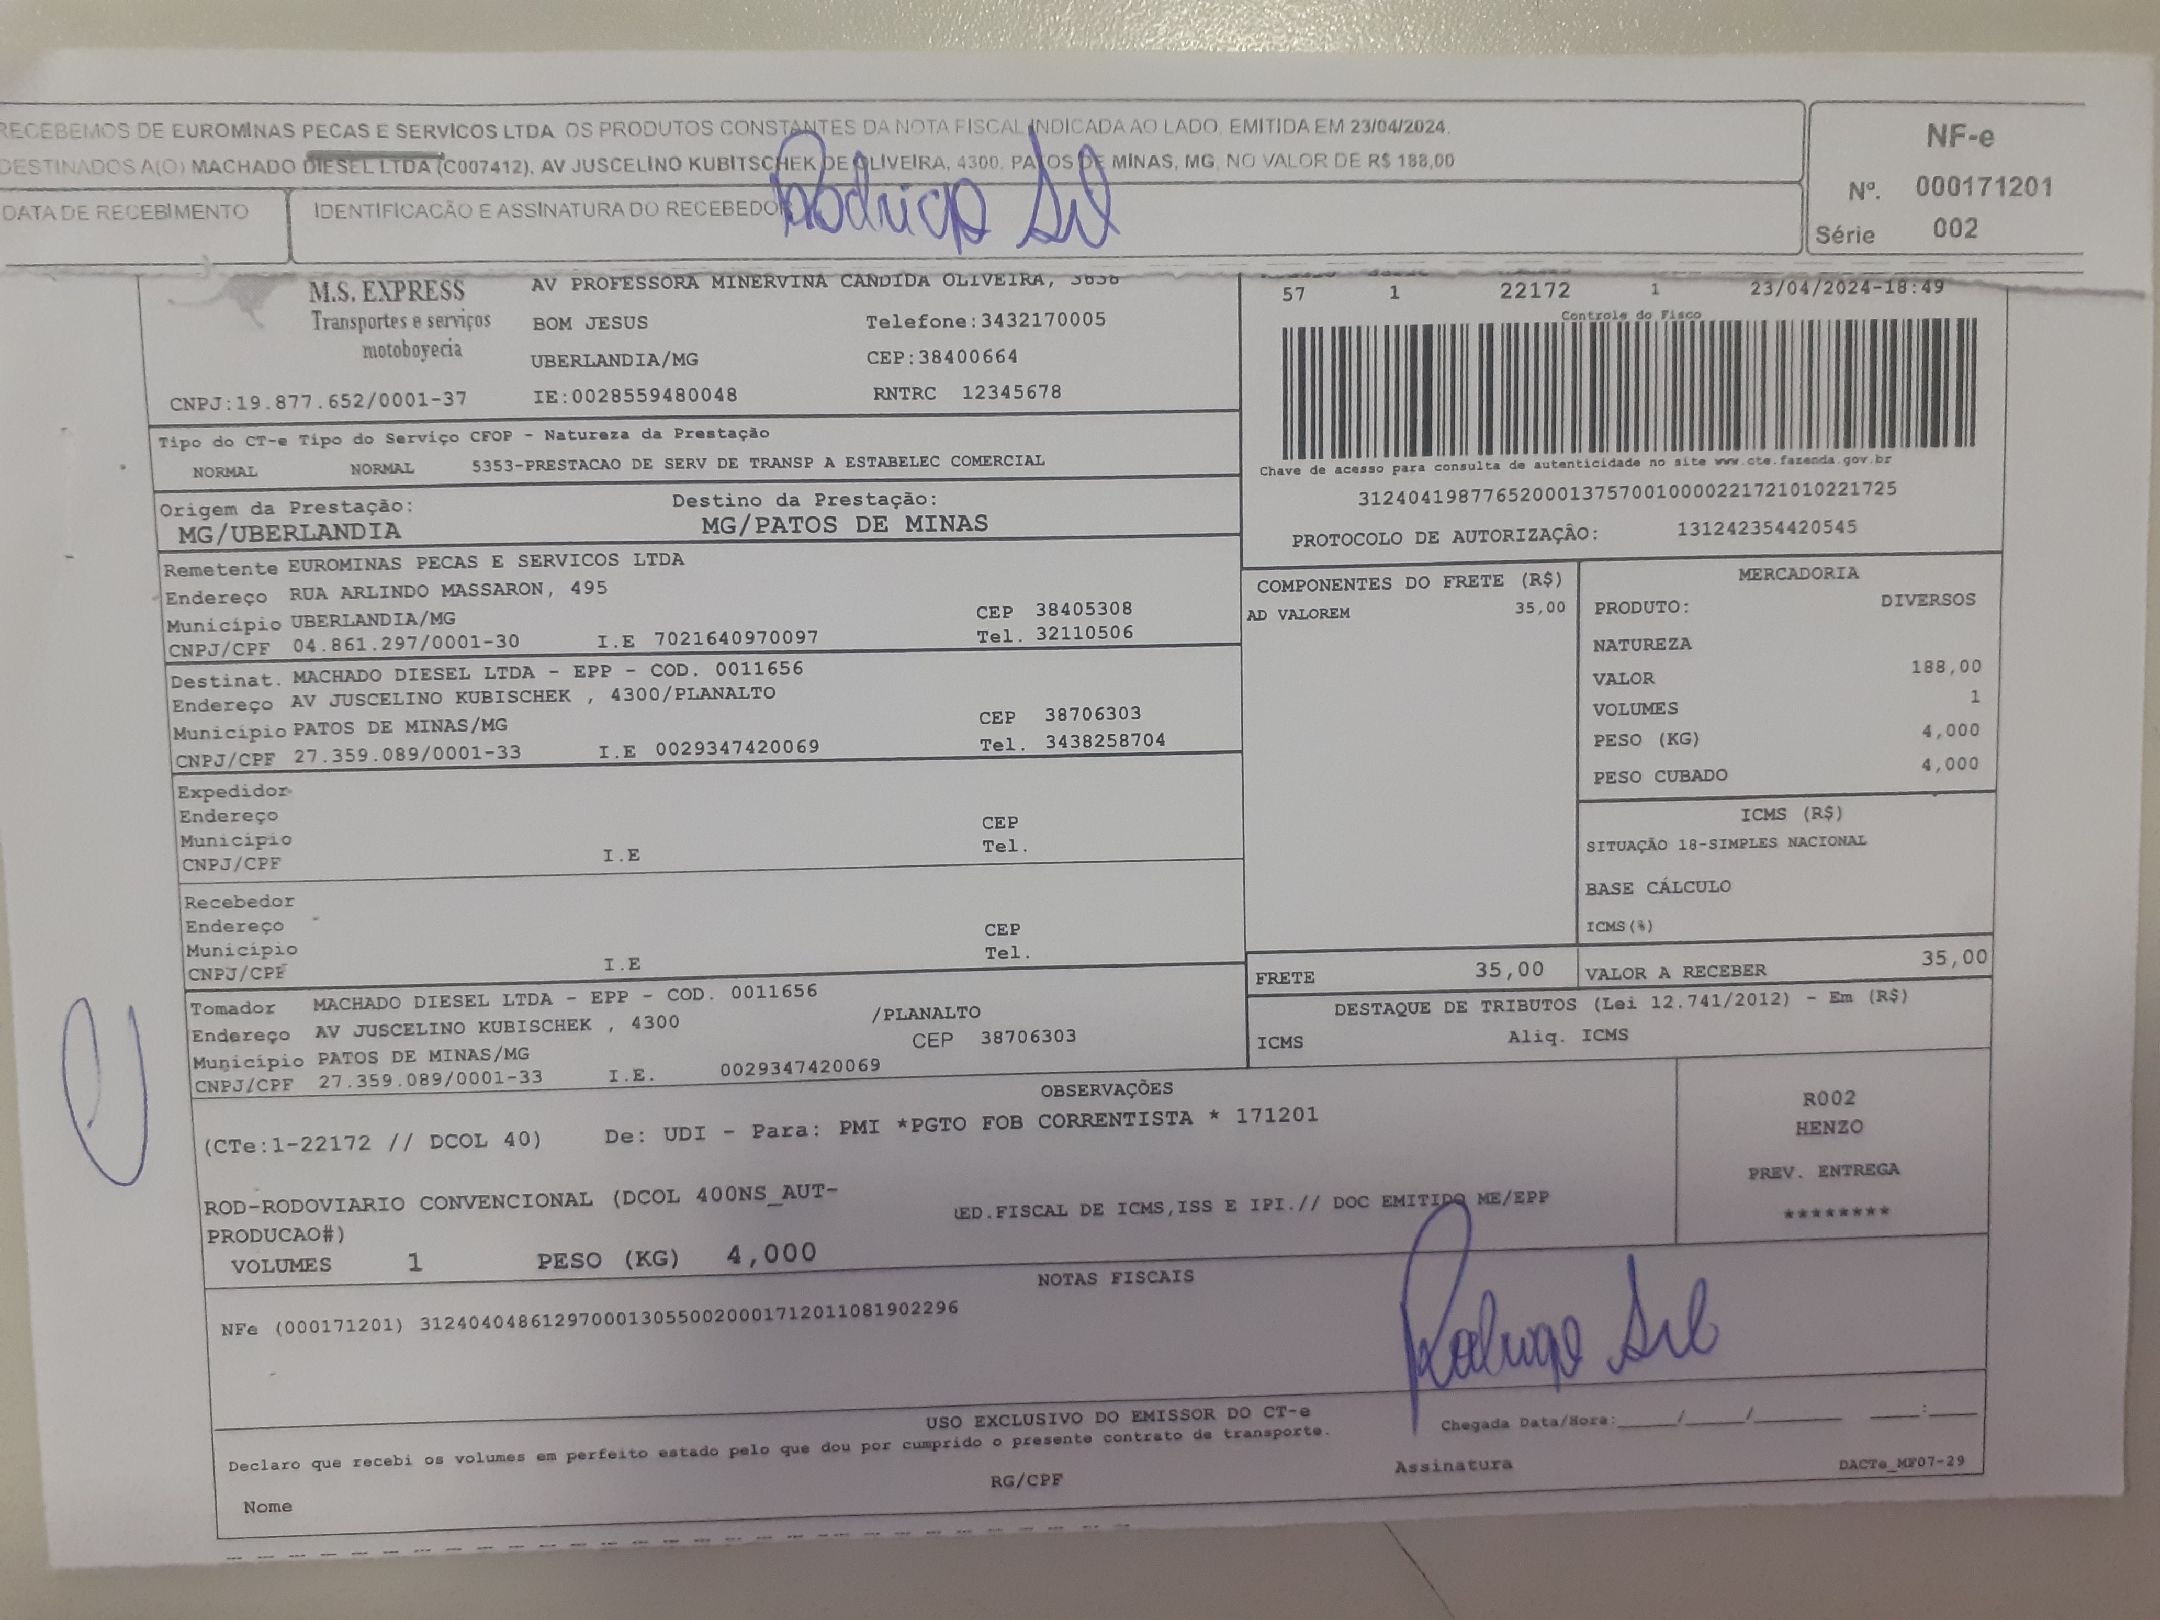 RECEBEMOS DE EUROMINAS PECAS E SERVICOS LTDA OS PRODUTOS CONSTANTES DA NOTA FISCAL INDICADA AO LADO, EMITIDA EM 23/04/2024.
DESTINADOS A(O) MACHADO DIESEL LTDA (C007412), AV JUSCELINO KUBITSCHEK DE OLIVEIRA, 4300. PATOS DE MINAS, MG, NO VALOR DE R$ 188,00
DATA DE RECEBIMENTO
IDENTIFICAÇÃO E ASSINATURA DO RECEBEDOR
Rodrigo
NF-e
Nº. 000171201
Série 002
M.S. EXPRESS
Transportes e serviços
motoboyecia
CNPJ:19.877.652/0001-37
AV PROFESSORA MINERVINA CANDIDA OLIVEIRA, 3636
BOM JESUS Telefone:3432170005
UBERLANDIA/MG CEP:38400664
IE:0028559480048 RNTRC 12345678
57 1 22172 1 23/04/2024-18:49
Controle do Fisco
Chave de acesso para consulta de autenticidade no site www.cte.fazenda.gov.br
31240419877652000137570010000221721010221725
PROTOCOLO DE AUTORIZAÇÂO: 131242354420545
Tipo do CT-e Tipo do Serviço CFOP - Natureza da Prestação
NORMAL NORMAL 5353-PRESTACAO DE SERV DE TRANSP A ESTABELEC COMERCIAL
Origem da Prestação: Destino da Prestação:
MG/UBERLANDIA MG/PATOS DE MINAS
Remetente EUROMINAS PECAS E SERVICOS LTDA
Endereço RUA ARLINDO MASSARON, 495
Município UBERLANDIA/MG CEP 38405308
CNPJ/CPF 04.861.297/0001-30 I.E 7021640970097 Tel. 32110506
Destinat. MACHADO DIESEL LTDA - EPP - COD. 0011656
Endereço AV JUSCELINO KUBISCHEK , 4300/PLANALTO
Município PATOS DE MINAS/MG CEP 38706303
CNPJ/CPF 27.359.089/0001-33 I.E 0029347420069 Tel. 3438258704
Expedidor
Endereço
Município CEP
CNPJ/CPF I.E Tel.
Recebedor
Endereço
Município CEP
CNPJ/CPF I.E Tel.
Tomador MACHADO DIESEL LTDA - EPP - COD. 0011656
Endereço AV JUSCELINO KUBISCHEK , 4300 /PLANALTO
Município PATOS DE MINAS/MG CEP 38706303
CNPJ/CPF 27.359.089/0001-33 I.E. 0029347420069
COMPONENTES DO FRETE (R$)
AD VALOREM 35,00
MERCADORIA
PRODUTO: DIVERSOS
NATUREZA
VALOR 188,00
VOLUMES 1
PESO (KG) 4,000
PESO CUBADO 4,000
ICMS (R$)
SITUAÇÃO 18-SIMPLES NACIONAL
BASE CÁLCULO
ICMS(%)
FRETE 35,00 VALOR A RECEBER 35,00
DESTAQUE DE TRIBUTOS (Lei 12.741/2012) - Em (R$)
ICMS Aliq. ICMS
OBSERVAÇÕES
(CTe:1-22172 // DCOL 40) De: UDI - Para: PMI *PGTO FOB CORRENTISTA * 171201
ROD-RODOVIARIO CONVENCIONAL (DCOL 400NS_AUT-
PRODUCAO#)
ED.FISCAL DE ICMS,ISS E IPI.// DOC EMITIDO ME/EPP
VOLUMES 1 PESO (KG) 4,000
R002
HENZO
PREV. ENTREGA
********
NOTAS FISCAIS
NFe (000171201) 31240404861297000130550020001712011081902296
Rodrigo
USO EXCLUSIVO DO EMISSOR DO CT-e
Declaro que recebi os volumes em perfeito estado pelo que dou por cumprido o presente contrato de transporte.
Chegada Data/Hora:_____/_____/_______ ____:____
Nome RG/CPF Assinatura DACTe_MF07-29